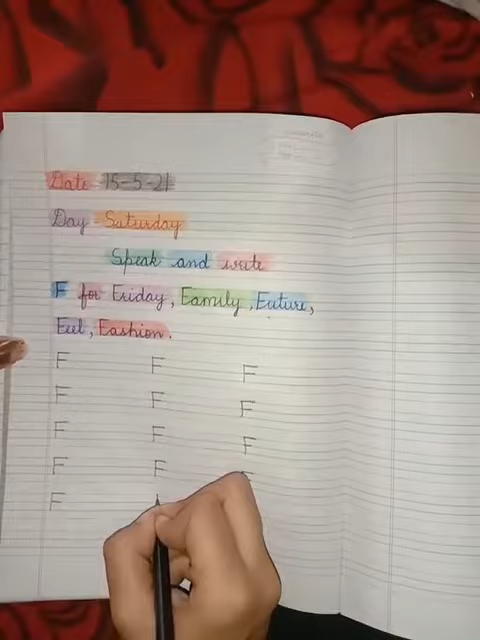 Date - 15-5-21
Day - Saturday
Speak and write
F for Friday, Family, Future,
Fuel, Fashion.
F F F
F F F
F F F
F F F
F